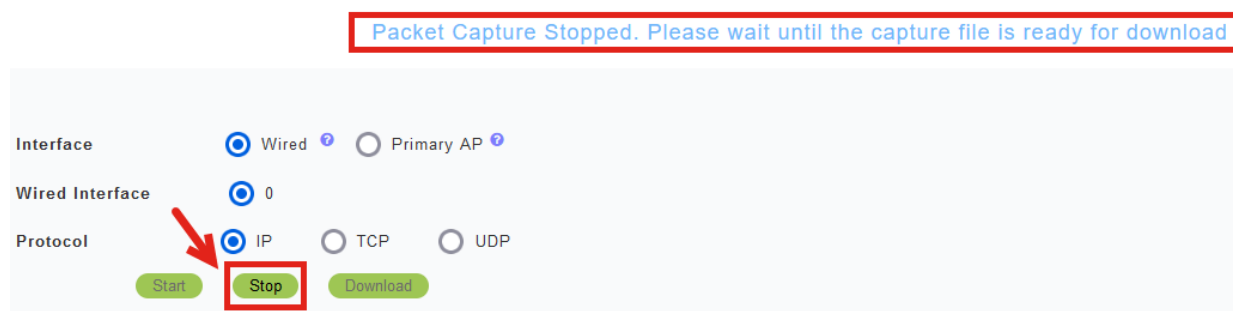 Packet Capture Stopped. Please wait until the capture file is ready for download
Interface Wired ? Primary AP ?
Wired Interface 0
Protocol IP TCP UDP
Start Stop Download